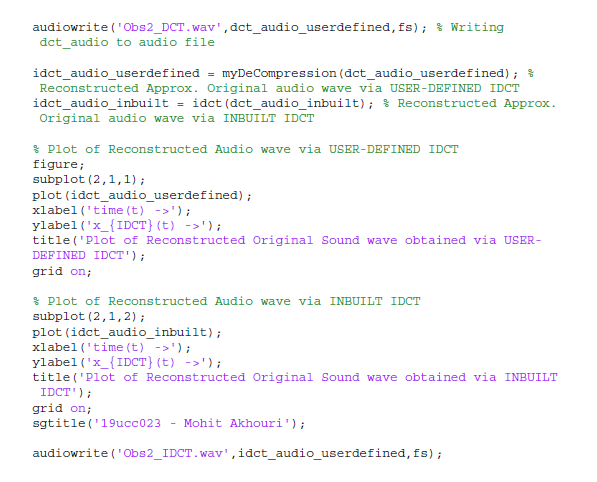 audiowrite('Obs2_DCT.wav',dct_audio_userdefined,fs); % Writing
dct_audio to audio file
idct_audio_userdefined = myDeCompression(dct_audio_userdefined); %
Reconstructed Approx. Original audio wave via USER-DEFINED IDCT
idct_audio_inbuilt = idct(dct_audio_inbuilt); % Reconstructed Approx.
Original audio wave via INBUILT IDCT
% Plot of Reconstructed Audio wave via USER-DEFINED IDCT
figure;
subplot(2,1,1);
plot(idct_audio_userdefined);
xlabel('time(t) ->');
ylabel('x_{IDCT}(t) ->');
title('Plot of Reconstructed Original Sound wave obtained via USER-
DEFINED IDCT');
grid on;
% Plot of Reconstructed Audio wave via INBUILT IDCT
subplot(2,1,2);
plot(idct_audio_inbuilt);
xlabel('time(t) ->');
ylabel('x_{IDCT}(t) ->');
title('Plot of Reconstructed Original Sound wave obtained via INBUILT
IDCT');
grid on;
sgtitle('19ucc023 - Mohit Akhouri');
audiowrite('Obs2_IDCT.wav',idct_audio_userdefined,fs);